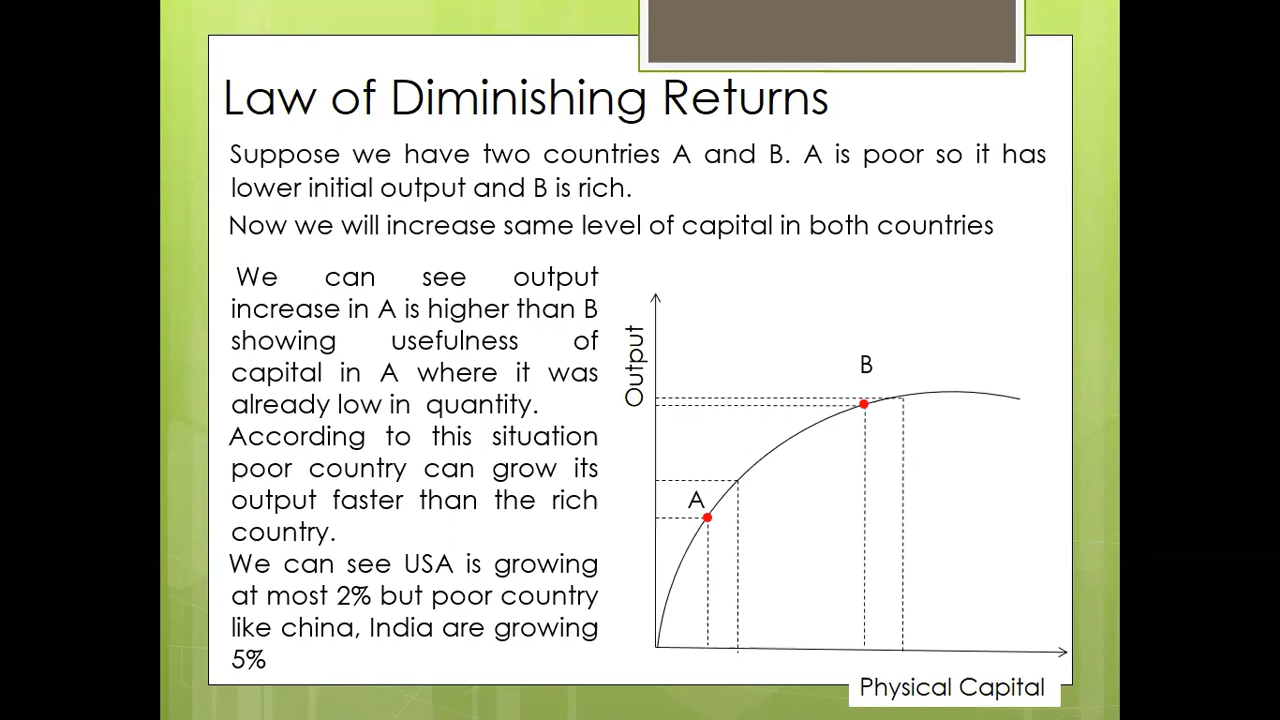 Law of Diminishing Returns
Suppose we have two countries A and B. A is poor so it has
lower initial output and B is rich.
Now we will increase same level of capital in both countries
We can see output
increase in A is higher than B
showing usefulness of
capital in A where it was
already low in quantity.
According to this situation
poor country can grow its
output faster than the rich
country.
We can see USA is growing
at most 2% but poor country
like china, India are growing
5%
Output
B
A
Physical Capital